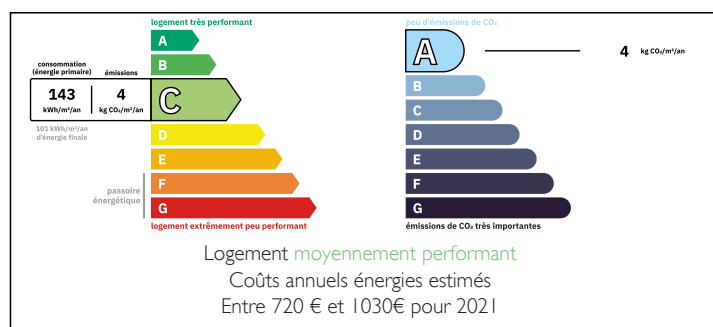 logement très performant
A
B
consommation
(énergie primaire)
émissions
143
kWh/m²/an
4
kg CO₂/m²/an
C
101 kWh/m²/an
d'énergie finale
D
E
passoire
énergétique
F
G
logement extrêmement peu performant
peu d'émissions de CO₂
A
4 kg CO₂/m²/an
B
C
D
E
F
G
émissions de CO₂ très importantes
Logement moyennement performant
Coûts annuels énergies estimés
Entre 720 € et 1030€ pour 2021